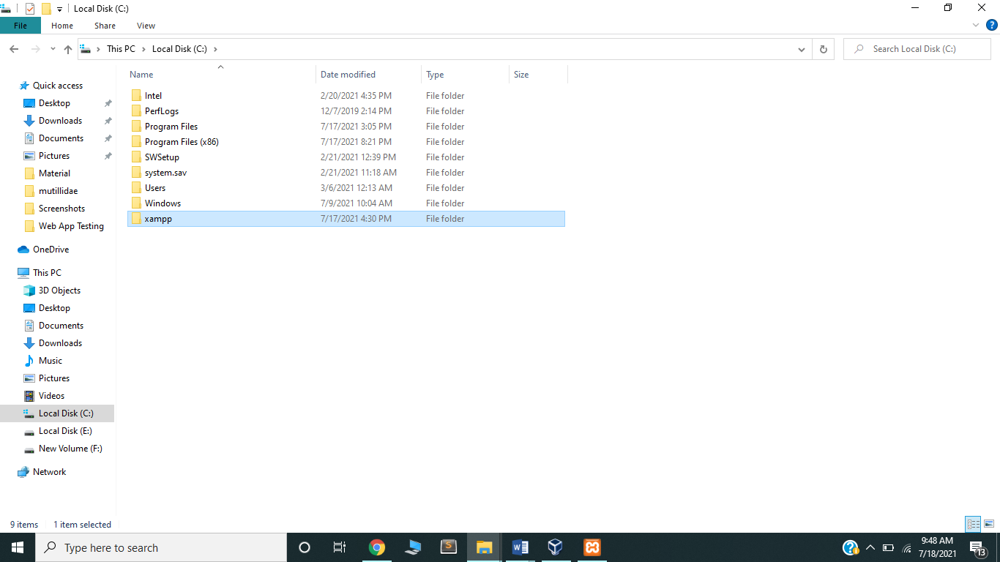 Local Disk (C:)
File Home Share View
This PC Local Disk (C:) Search Local Disk (C:)
Name Date modified Type Size
Quick access
Desktop
Downloads
Documents
Pictures
Material
mutillidae
Screenshots
Web App Testing
OneDrive
This PC
3D Objects
Desktop
Documents
Downloads
Music
Pictures
Videos
Local Disk (C:)
Local Disk (E:)
New Volume (F:)
Network
Intel 2/20/2021 4:35 PM File folder
PerfLogs 12/7/2019 2:14 PM File folder
Program Files 7/17/2021 3:05 PM File folder
Program Files (x86) 7/17/2021 8:21 PM File folder
SWSetup 2/21/2021 12:39 PM File folder
system.sav 2/21/2021 11:18 AM File folder
Users 3/6/2021 12:13 AM File folder
Windows 7/9/2021 10:04 AM File folder
xampp 7/17/2021 4:30 PM File folder
9 items 1 item selected
Type here to search
9:48 AM
7/18/2021
13